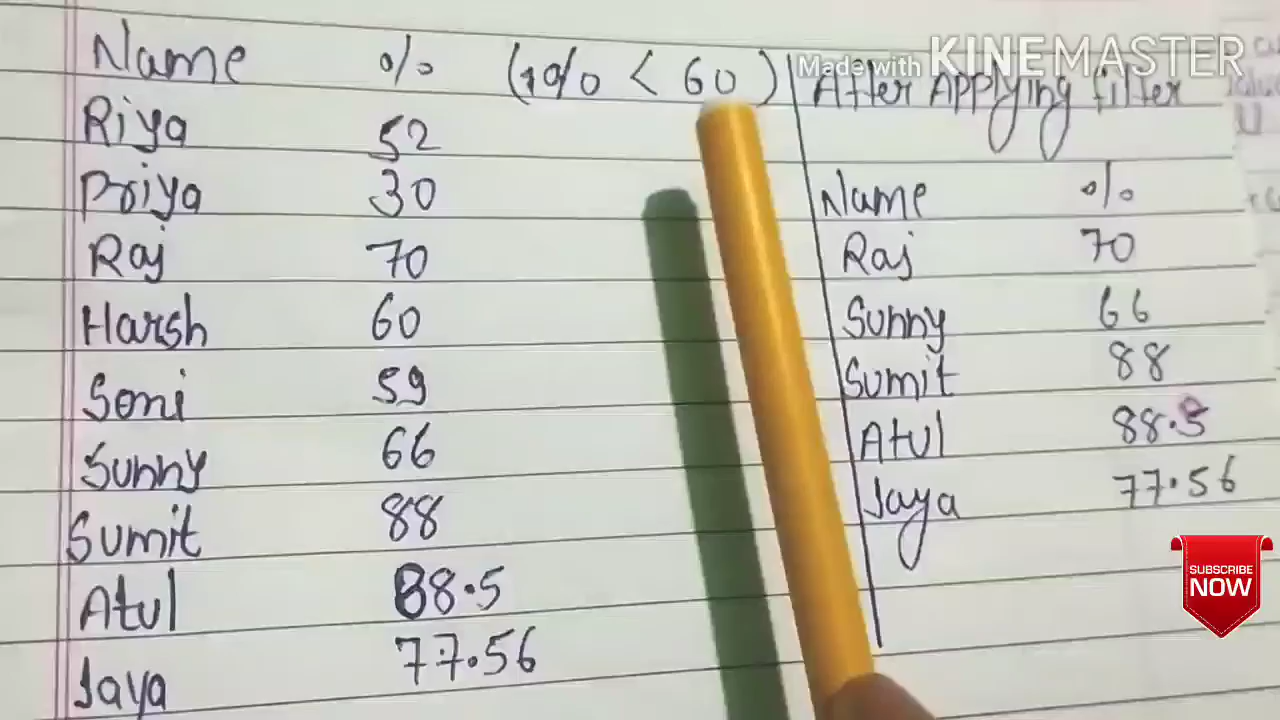 Name % (% < 60)
Riya 52
Priya 30
Raj 70
Harsh 60
Soni 59
Sunny 66
Sumit 88
Atul 88.5
Jaya 77.56
After Applying filter
Name %
Raj 70
Sunny 66
Sumit 88
Atul 88.5
Jaya 77.56
Made with KINEMASTER
SUBSCRIBE
NOW